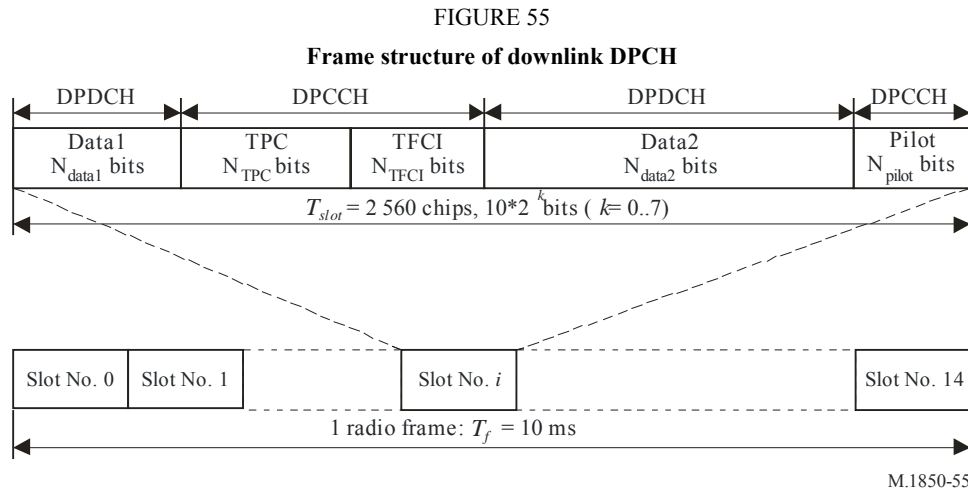 FIGURE 55
Frame structure of downlink DPCH
DPDCH DPCCH DPDCH DPCCH
Data1 TPC TFCI Data2 Pilot
N_data1 bits N_TPC bits N_TFCI bits N_data2 bits N_pilot bits
T_slot = 2 560 chips, 10*2^k bits ( k= 0..7)
Slot No. 0 Slot No. 1 Slot No. i Slot No. 14
1 radio frame: T_f = 10 ms
M.1850-55